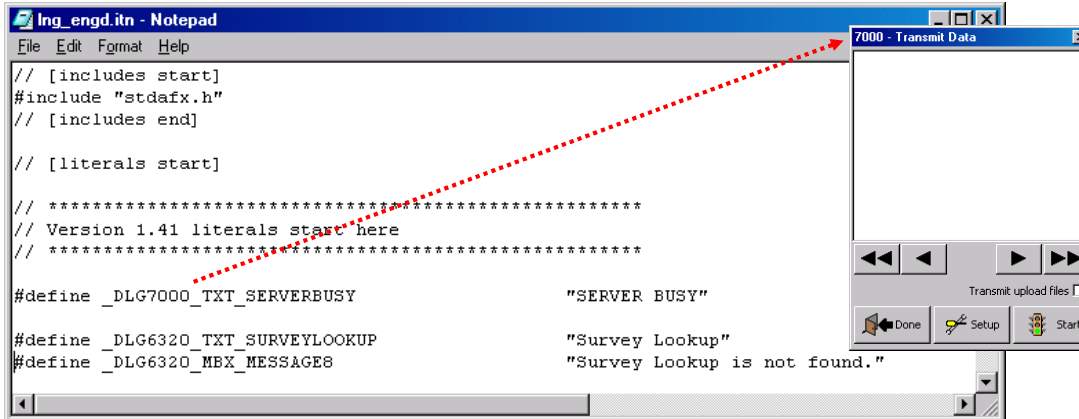 lng_engd.itn - Notepad
File Edit Format Help
// [includes start]
#include "stdafx.h"
// [includes end]
// [literals start]
// ******************************************************
// Version 1.41 literals start here
// ******************************************************
#define _DLG7000_TXT_SERVERBUSY "SERVER BUSY"
#define _DLG6320_TXT_SURVEYLOOKUP "Survey Lookup"
#define _DLG6320_MBX_MESSAGE8 "Survey Lookup is not found."
7000 - Transmit Data
Transmit upload files
Done Setup Start